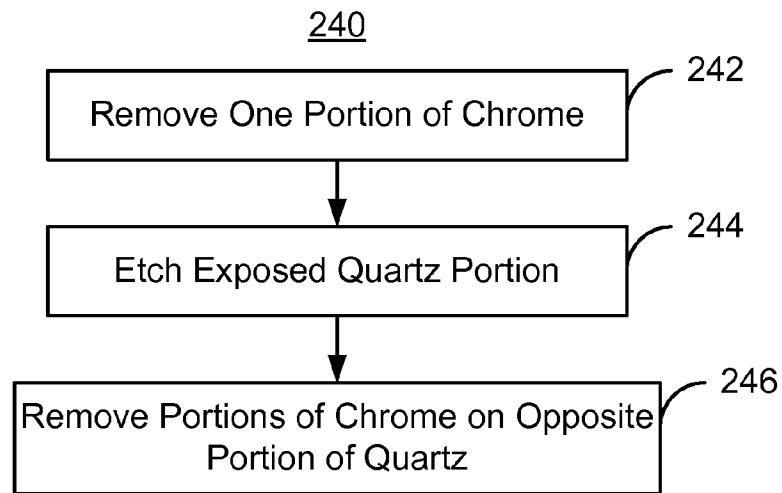 240
242
Remove One Portion of Chrome
244
Etch Exposed Quartz Portion
246
Remove Portions of Chrome on Opposite
Portion of Quartz